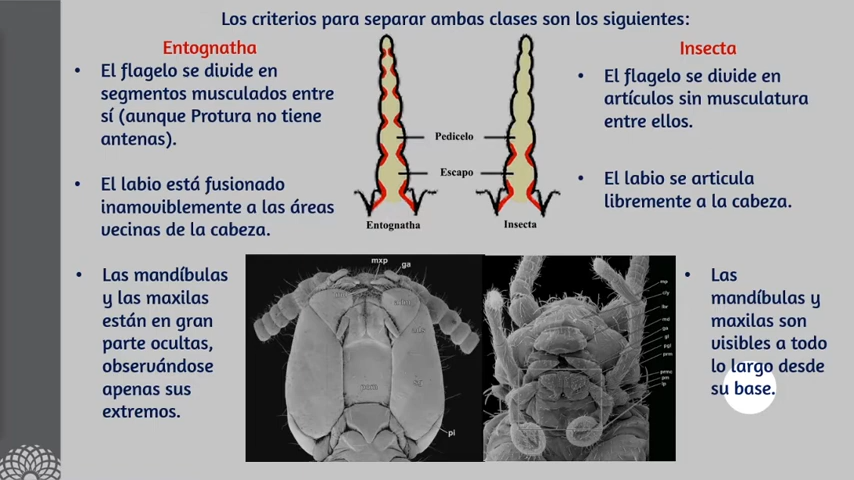 Los criterios para separar ambas clases son los siguientes:
Entognatha
• El flagelo se divide en
segmentos musculados entre
sí (aunque Protura no tiene
antenas).
• El labio está fusionado
inamoviblemente a las áreas
vecinas de la cabeza.
• Las mandíbulas
y las maxilas
están en gran
parte ocultas,
observándose
apenas sus
extremos.
Pedicelo
Escapo
Entognatha
Insecta
Insecta
• El flagelo se divide en
artículos sin musculatura
entre ellos.
• El labio se articula
libremente a la cabeza.
• Las
mandíbulas y
maxilas son
visibles a todo
lo largo desde
su base.
mxp
ga
pl